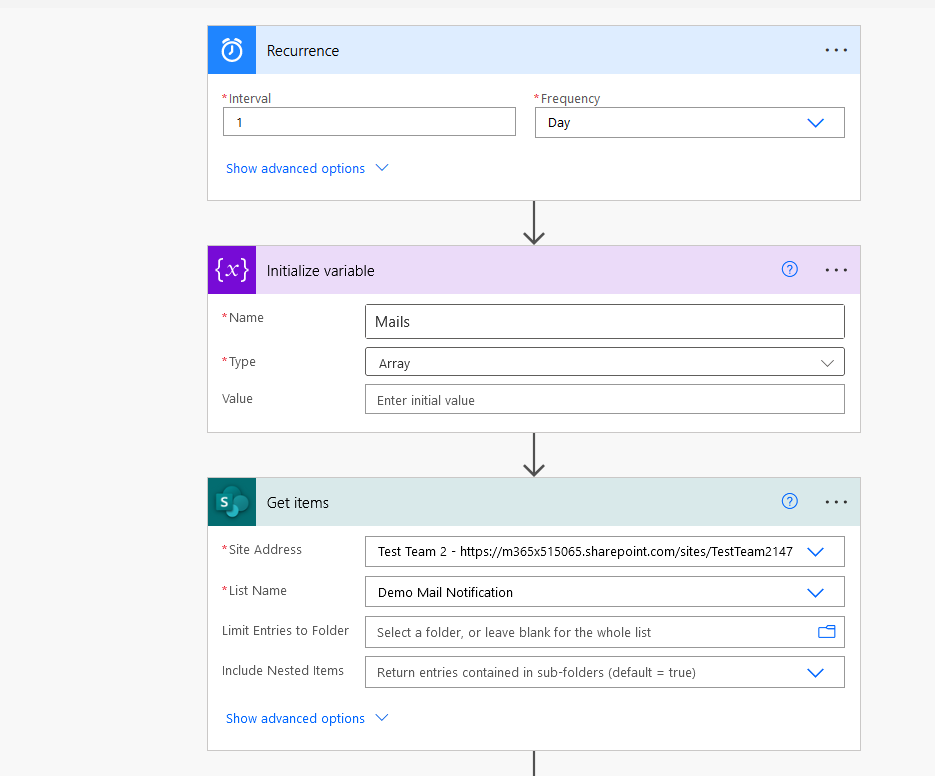 Recurrence
*Interval
*Frequency
1
Day
Show advanced options
{x}
Initialize variable
?
*Name
Mails
*Type
Array
Value
Enter initial value
S
Get items
?
*Site Address
Test Team 2 - https://m365x515065.sharepoint.com/sites/TestTeam2147
*List Name
Demo Mail Notification
Limit Entries to Folder
Select a folder, or leave blank for the whole list
Include Nested Items
Return entries contained in sub-folders (default = true)
Show advanced options